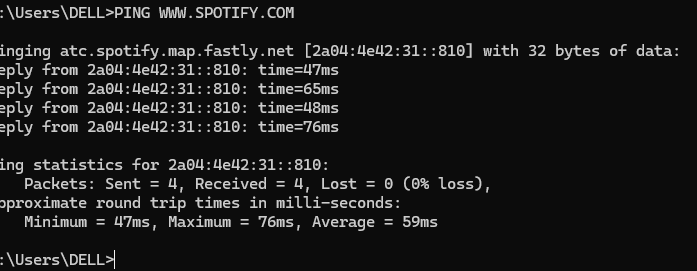 :\Users\DELL>PING WWW.SPOTIFY.COM
inging atc.spotify.map.fastly.net [2a04:4e42:31::810] with 32 bytes of data:
eply from 2a04:4e42:31::810: time=47ms
eply from 2a04:4e42:31::810: time=65ms
eply from 2a04:4e42:31::810: time=48ms
eply from 2a04:4e42:31::810: time=76ms
ing statistics for 2a04:4e42:31::810:
Packets: Sent = 4, Received = 4, Lost = 0 (0% loss),
pproximate round trip times in milli-seconds:
Minimum = 47ms, Maximum = 76ms, Average = 59ms
:\Users\DELL>